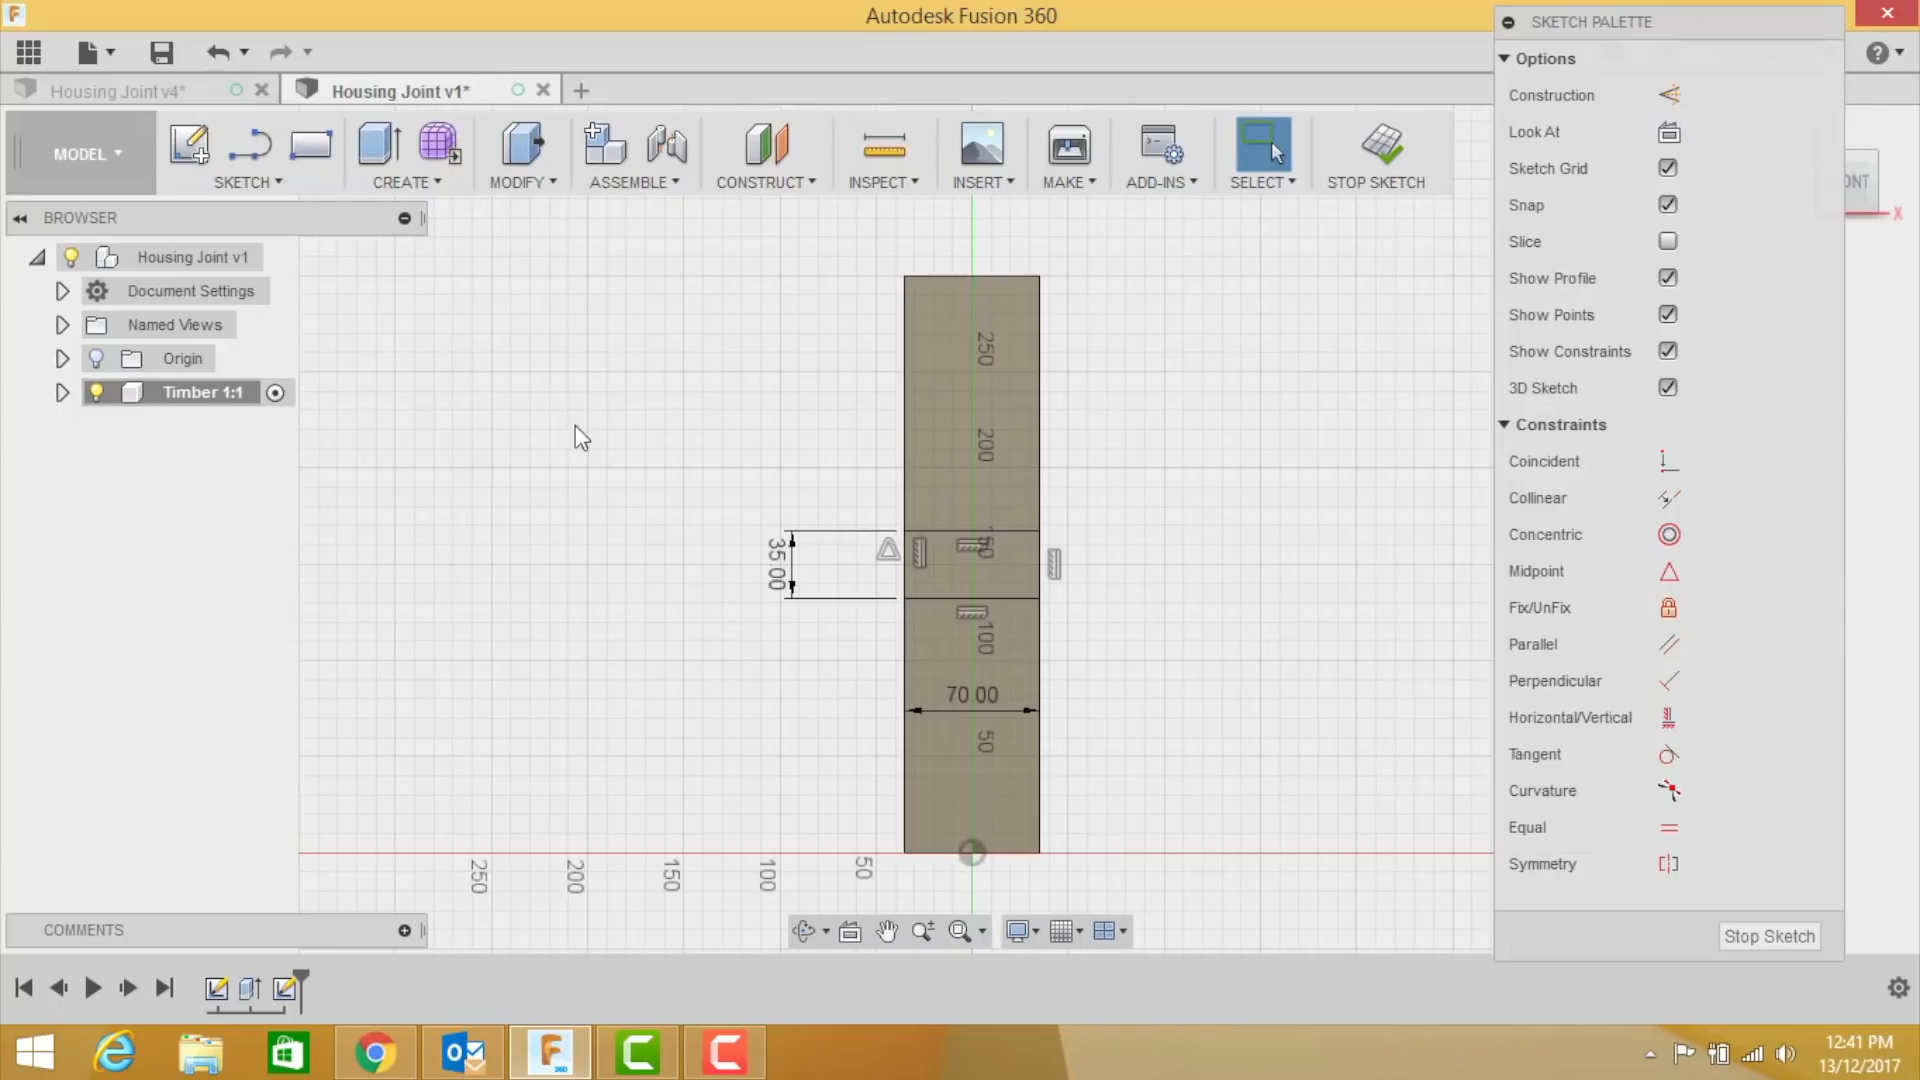 Autodesk Fusion 360
SKETCH PALETTE
Options
Housing Joint v4*
Housing Joint v1*
Construction
Look At
Sketch Grid
Snap
Slice
Show Profile
Show Points
Show Constraints
3D Sketch
Constraints
Coincident
Collinear
Concentric
Midpoint
Fix/UnFix
Parallel
Perpendicular
Horizontal/Vertical
Tangent
Curvature
Equal
Symmetry
Stop Sketch
MODEL
SKETCH
CREATE
MODIFY
ASSEMBLE
CONSTRUCT
INSPECT
INSERT
MAKE
ADD-INS
SELECT
STOP SKETCH
ONT
X
BROWSER
Housing Joint v1
Document Settings
Named Views
Origin
Timber 1:1
250
200
50
100
50
35.00
70.00
250
200
150
100
50
COMMENTS
12:41 PM
13/12/2017